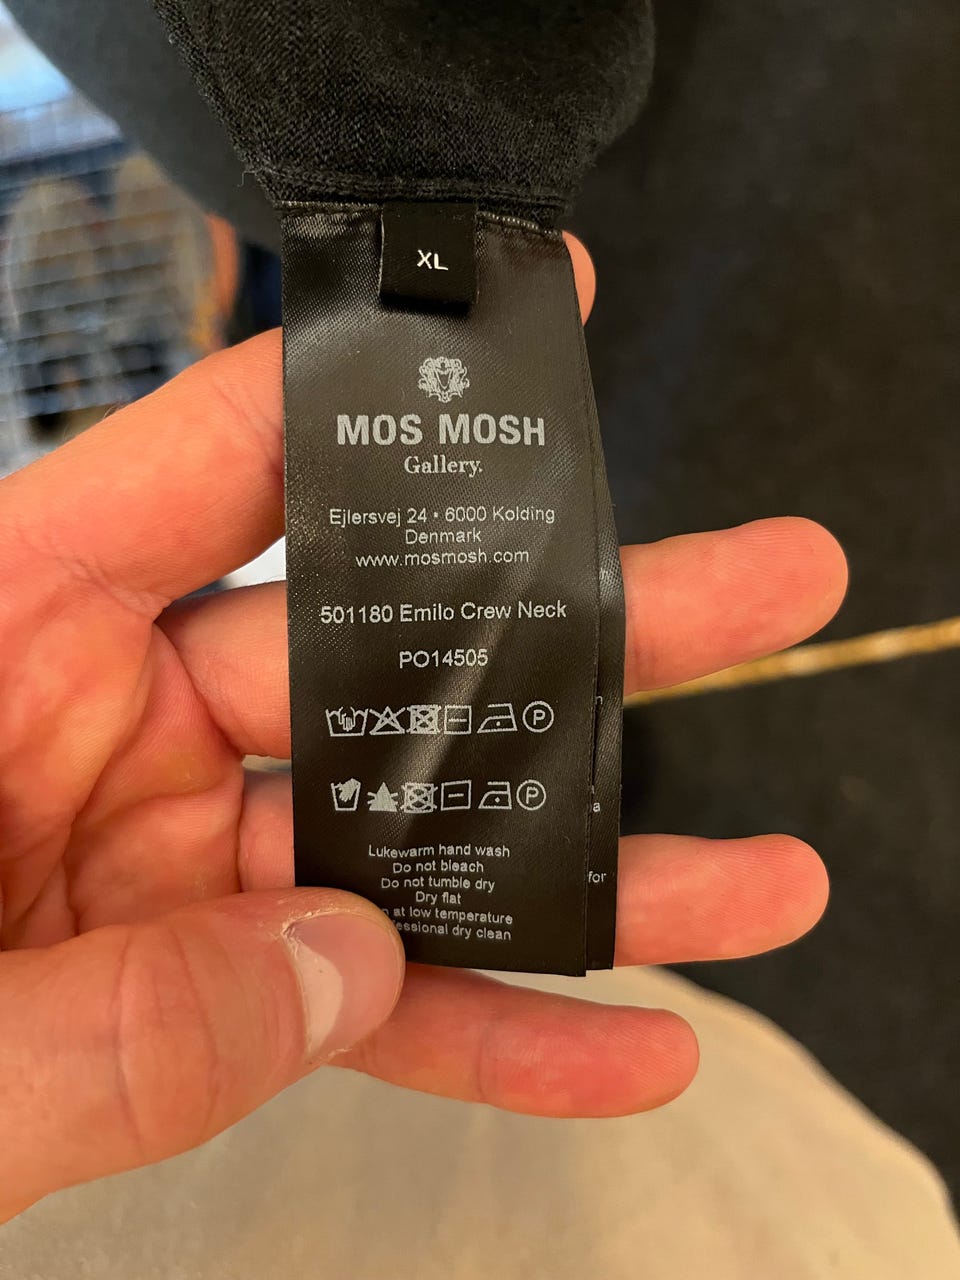 XL
MOS MOSH
Gallery.
Ejlersvej 24 • 6000 Kolding
Denmark
www.mosmosh.com
501180 Emilo Crew Neck
PO14505
P
P
Lukewarm hand wash
Do not bleach
Do not tumble dry
Dry flat
at low temperature
dry clean
for